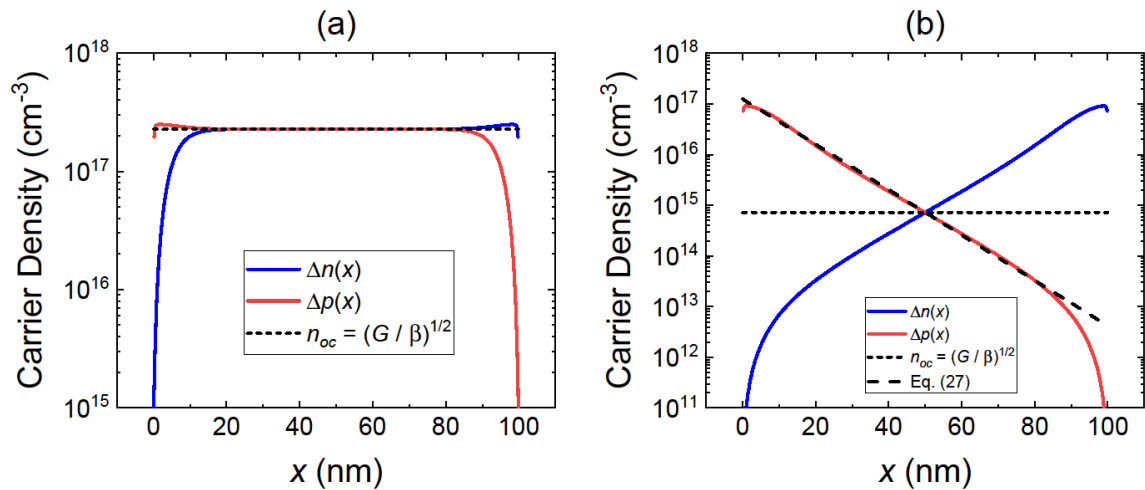 (a)
10^18
10^17
10^16
10^15
Carrier Density (cm^-3)
Δn(x)
Δp(x)
n_oc = (G / β)^1/2
0 20 40 60 80 100
x (nm)
(b)
10^18
10^17
10^16
10^15
10^14
10^13
10^12
10^11
Carrier Density (cm^-3)
Δn(x)
Δp(x)
n_oc = (G / β)^1/2
Eq. (27)
0 20 40 60 80 100
x (nm)